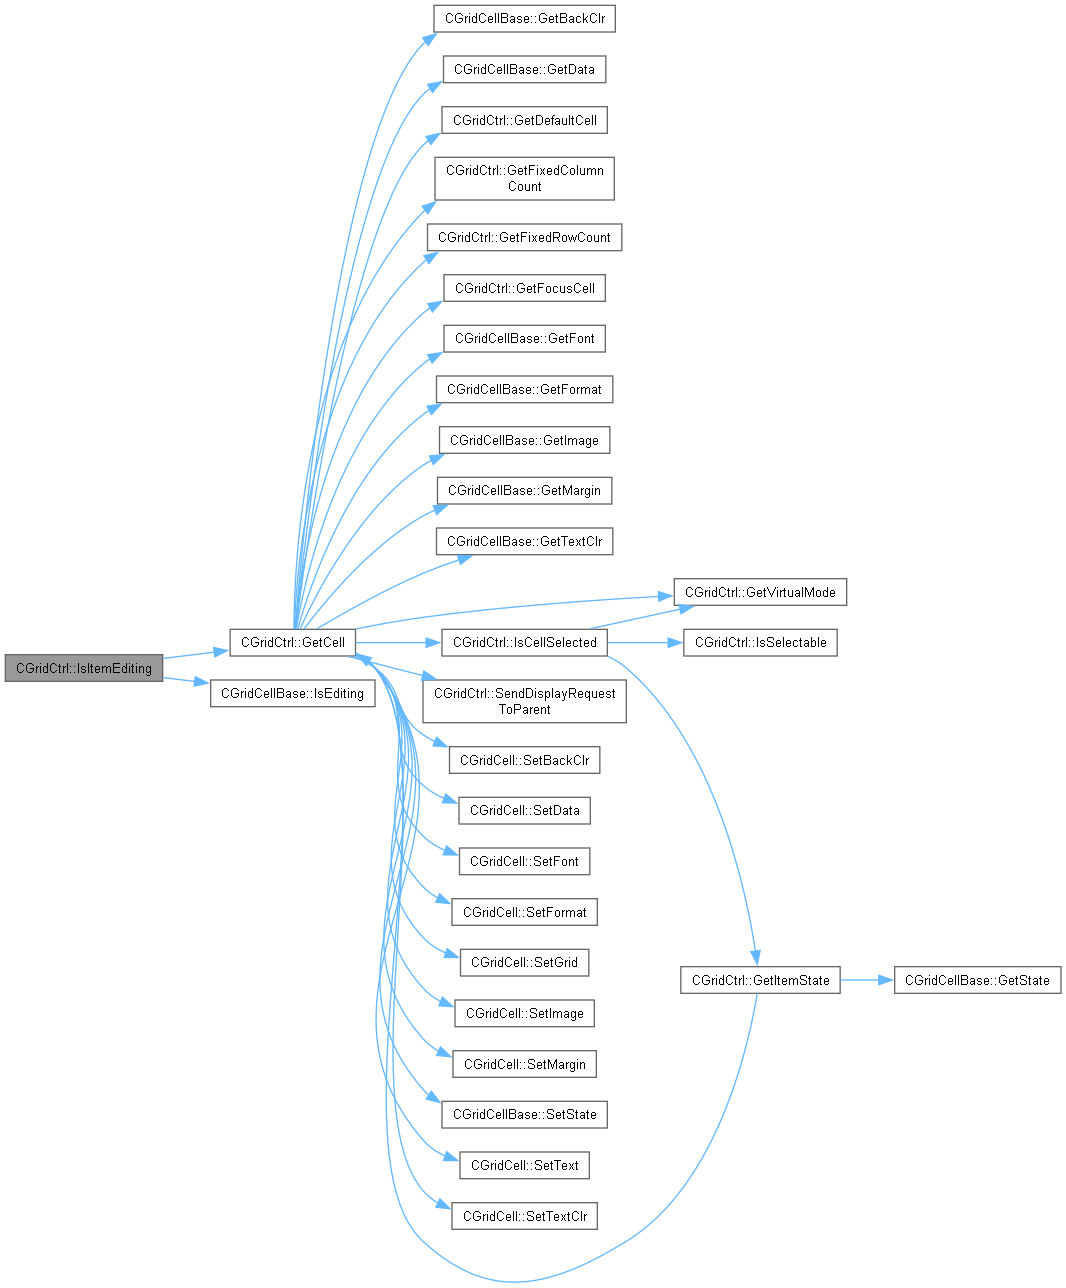 CGridCellBase::GetBackClr
CGridCellBase::GetData
CGridCtrl::GetDefaultCell
CGridCtrl::GetFixedColumn
Count
CGridCtrl::GetFixedRowCount
CGridCtrl::GetFocusCell
CGridCellBase::GetFont
CGridCellBase::GetFormat
CGridCellBase::GetImage
CGridCellBase::GetMargin
CGridCellBase::GetTextClr
CGridCtrl::GetVirtualMode
CGridCtrl::GetCell
CGridCtrl::IsCellSelected
CGridCtrl::IsSelectable
CGridCtrl::IsItemEditing
CGridCellBase::IsEditing
CGridCtrl::SendDisplayRequest
ToParent
CGridCell::SetBackClr
CGridCell::SetData
CGridCell::SetFont
CGridCell::SetFormat
CGridCell::SetGrid
CGridCtrl::GetItemState
CGridCellBase::GetState
CGridCell::SetImage
CGridCell::SetMargin
CGridCellBase::SetState
CGridCell::SetText
CGridCell::SetTextClr